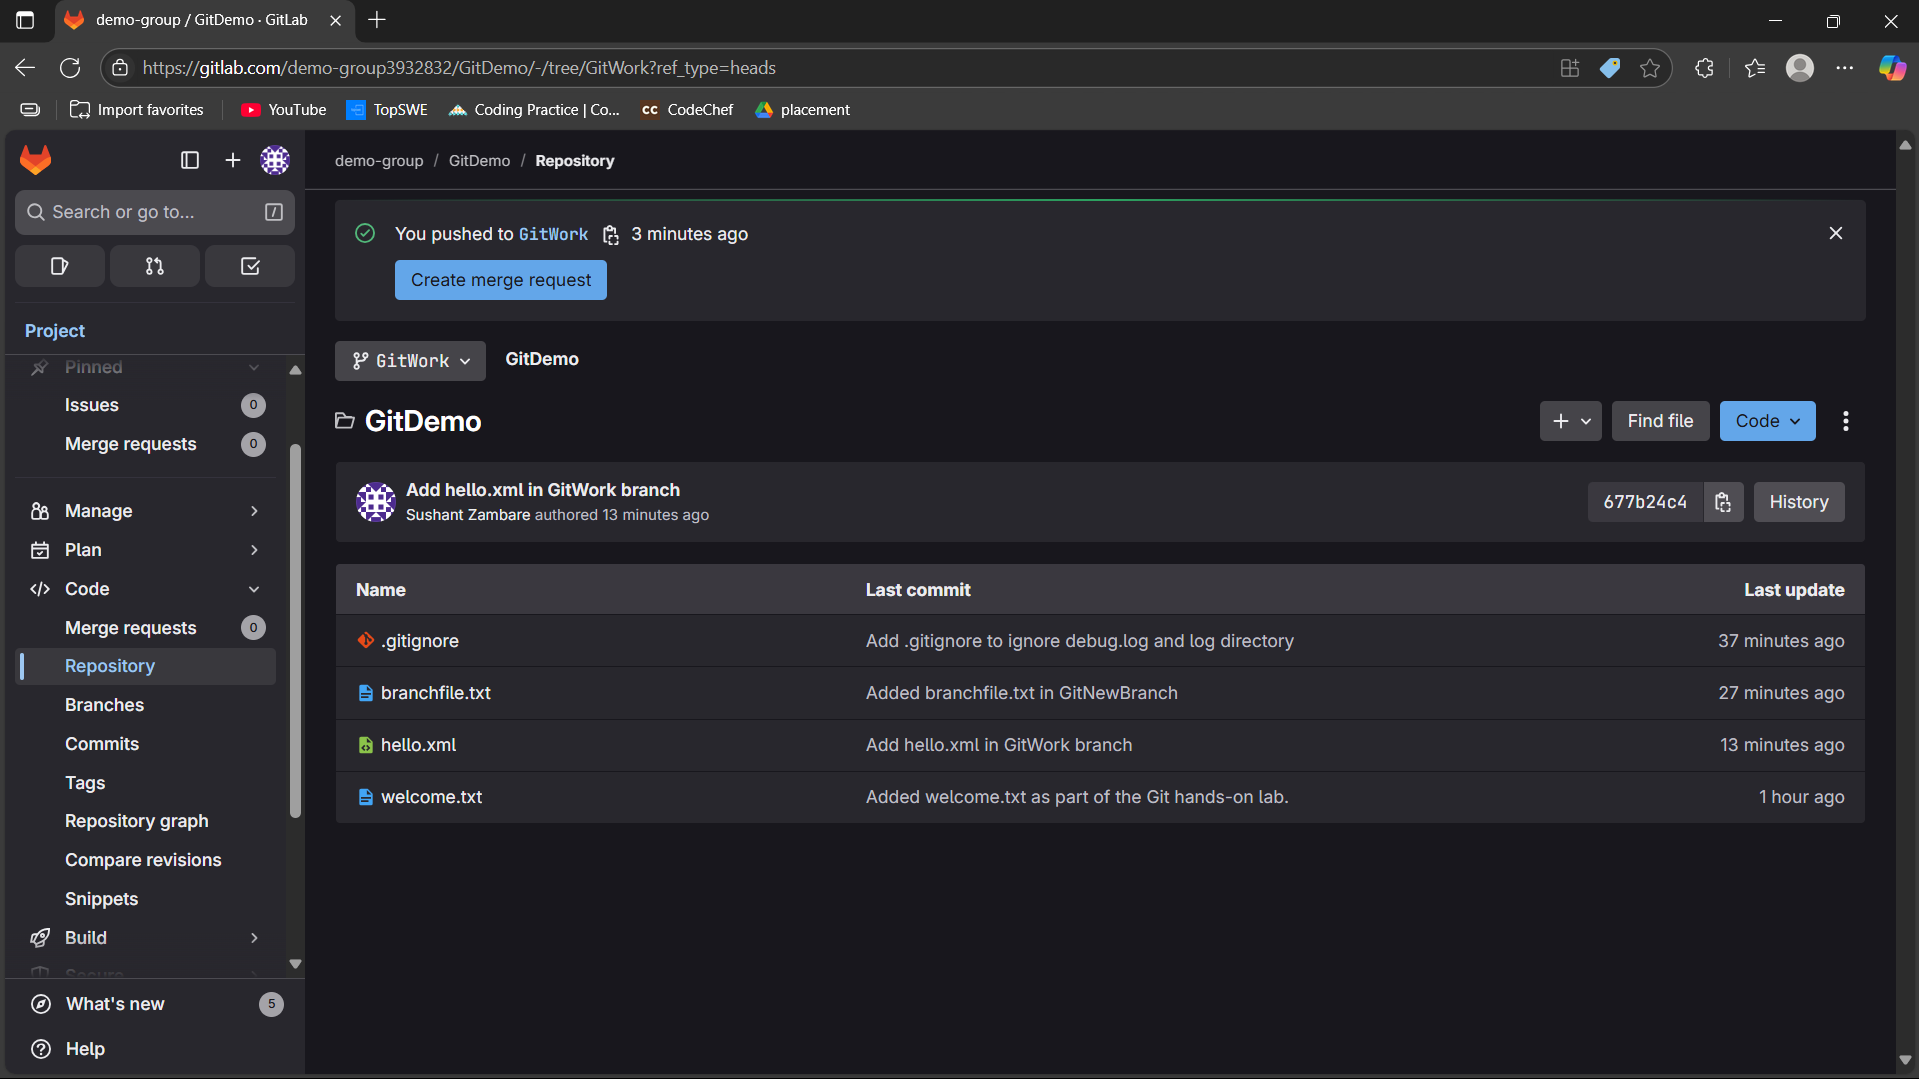 demo-group / GitDemo · GitLab
https://gitlab.com/demo-group3932832/GitDemo/-/tree/GitWork?ref_type=heads
Import favorites YouTube TopSWE Coding Practice | Co... cc CodeChef placement
demo-group / GitDemo / Repository
Search or go to... /
You pushed to GitWork 3 minutes ago
Create merge request
Project
Pinned
Issues 0
Merge requests 0
Manage
Plan
Code
Merge requests 0
Repository
Branches
Commits
Tags
Repository graph
Compare revisions
Snippets
Build
Secure
What's new 5
Help
GitWork GitDemo
GitDemo
Find file Code
Add hello.xml in GitWork branch
Sushant Zambare authored 13 minutes ago
677b24c4 History
Name Last commit Last update
.gitignore Add .gitignore to ignore debug.log and log directory 37 minutes ago
branchfile.txt Added branchfile.txt in GitNewBranch 27 minutes ago
hello.xml Add hello.xml in GitWork branch 13 minutes ago
welcome.txt Added welcome.txt as part of the Git hands-on lab. 1 hour ago